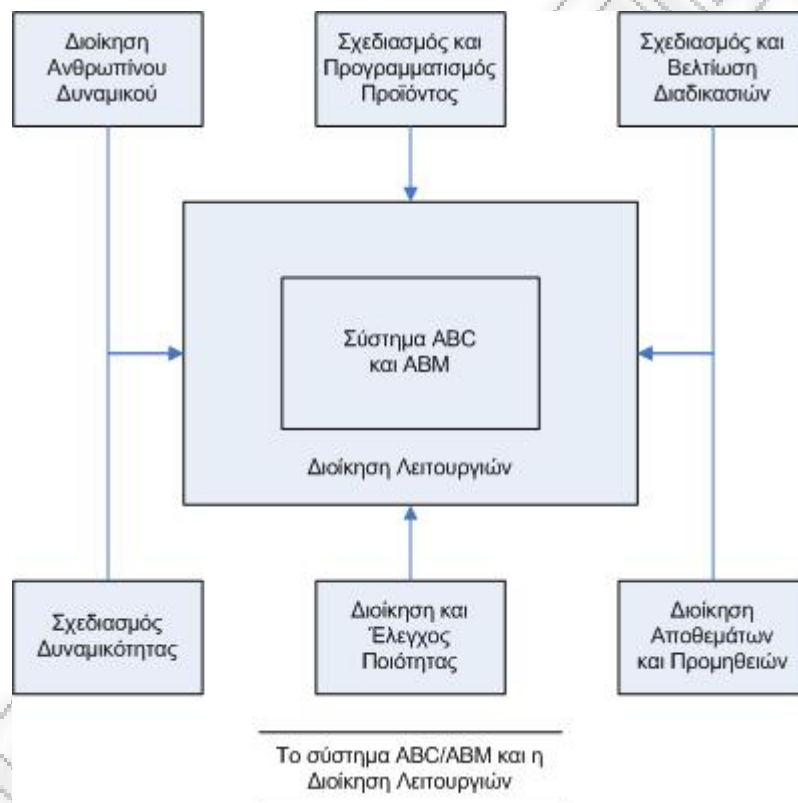 Διοίκηση
Ανθρωπίνου
Δυναμικού
Σχεδιασμός και
Προγραμματισμός
Προϊόντος
Σχεδιασμός και
Βελτίωση
Διαδικασιών
Σύστημα ABC
και ABM
Διοίκηση Λειτουργιών
Σχεδιασμός
Δυναμικότητας
Διοίκηση και
Έλεγχος
Ποιότητας
Διοίκηση
Αποθεμάτων
και Προμηθειών
Το σύστημα ABC/ABM και η
Διοίκηση Λειτουργιών